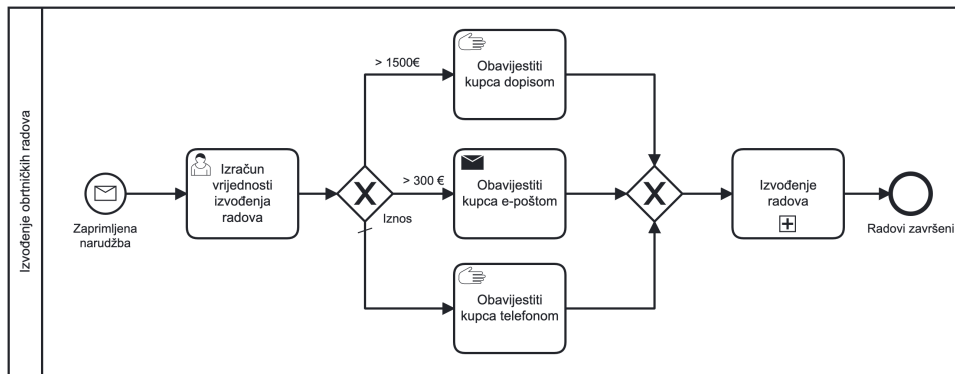 Izvođenje obrtničkih radova
Zaprimljena
narudžba
Izračun
vrijednosti
izvođenja
radova
X
Iznos
> 1500€
> 300 €
Obavijestiti
kupca dopisom
Obavijestiti
kupca e-poštom
Obavijestiti
kupca telefonom
X
Izvođenje
radova
Radovi završeni